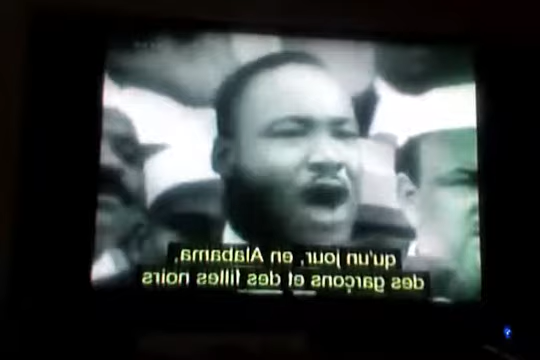 qu'un jour, en Alabama,
des garçons et des filles noirs